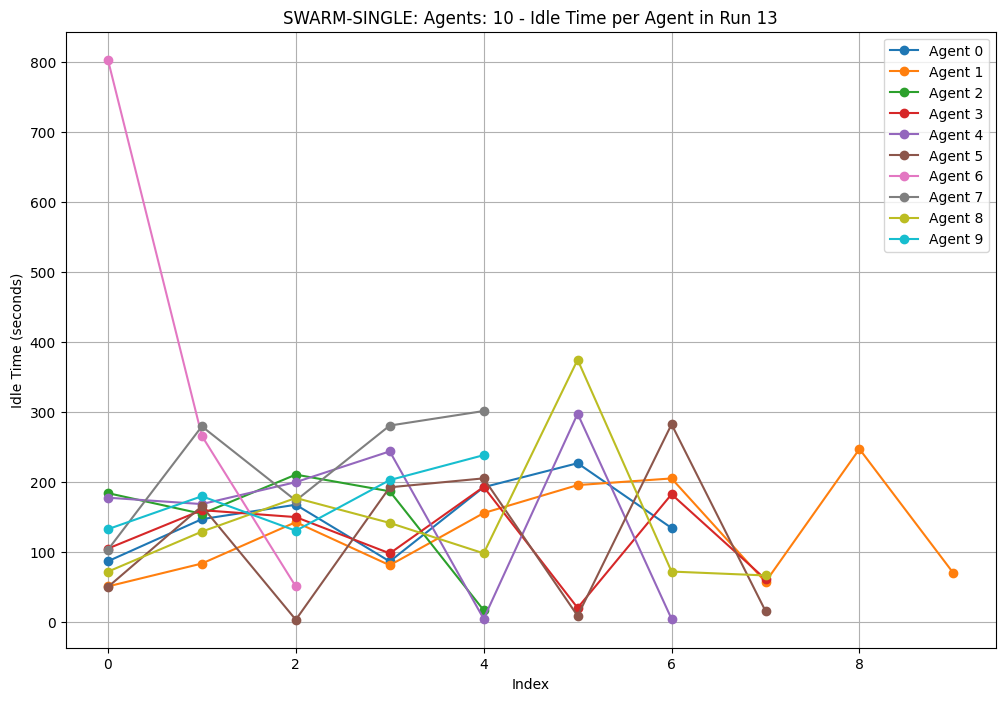 SWARM-SINGLE: Agents: 10 - Idle Time per Agent in Run 13
Idle Time (seconds)
800
700
600
500
400
300
200
100
0
0 2 4 6 8
Index
Agent 0
Agent 1
Agent 2
Agent 3
Agent 4
Agent 5
Agent 6
Agent 7
Agent 8
Agent 9